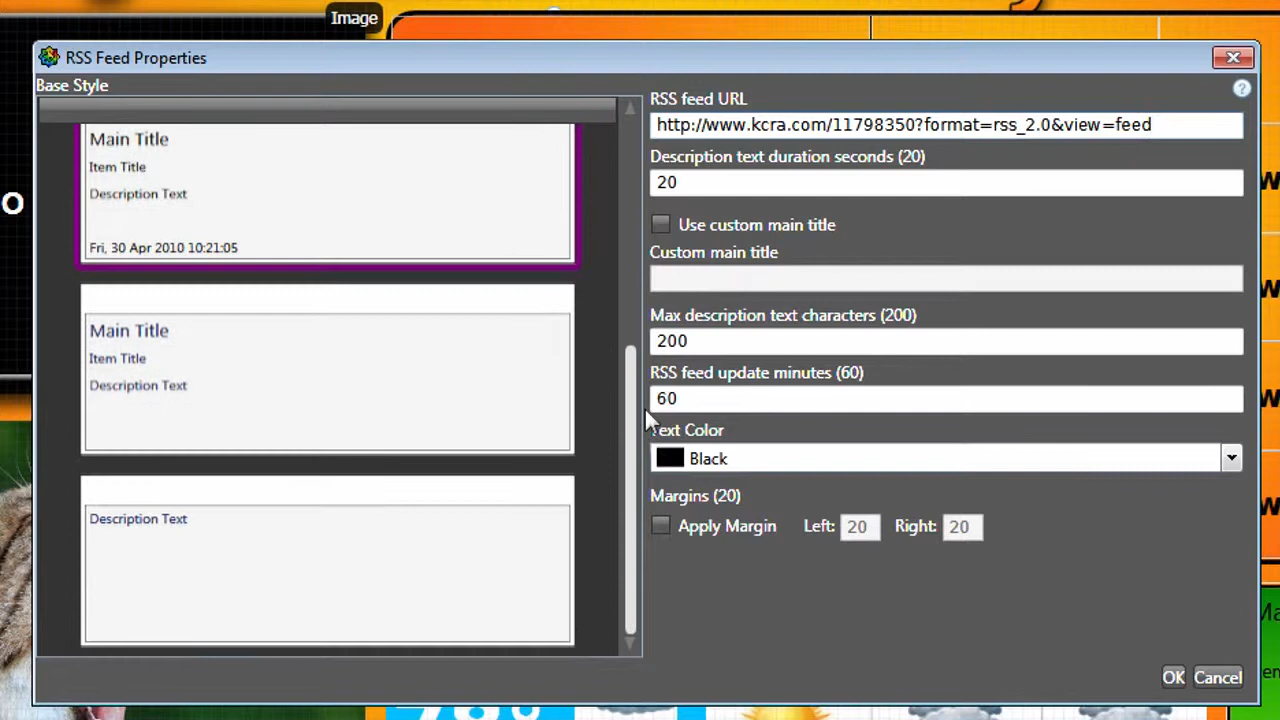 Image
RSS Feed Properties
Base Style
Main Title
Item Title
Description Text
Fri, 30 Apr 2010 10:21:05
Main Title
Item Title
Description Text
Description Text
RSS feed URL
http://www.kcra.com/11798350?format=rss_2.0&view=feed
Description text duration seconds (20)
20
Use custom main title
Custom main title
Max description text characters (200)
200
RSS feed update minutes (60)
60
Text Color
Black
Margins (20)
Apply Margin Left: 20 Right: 20
OK Cancel